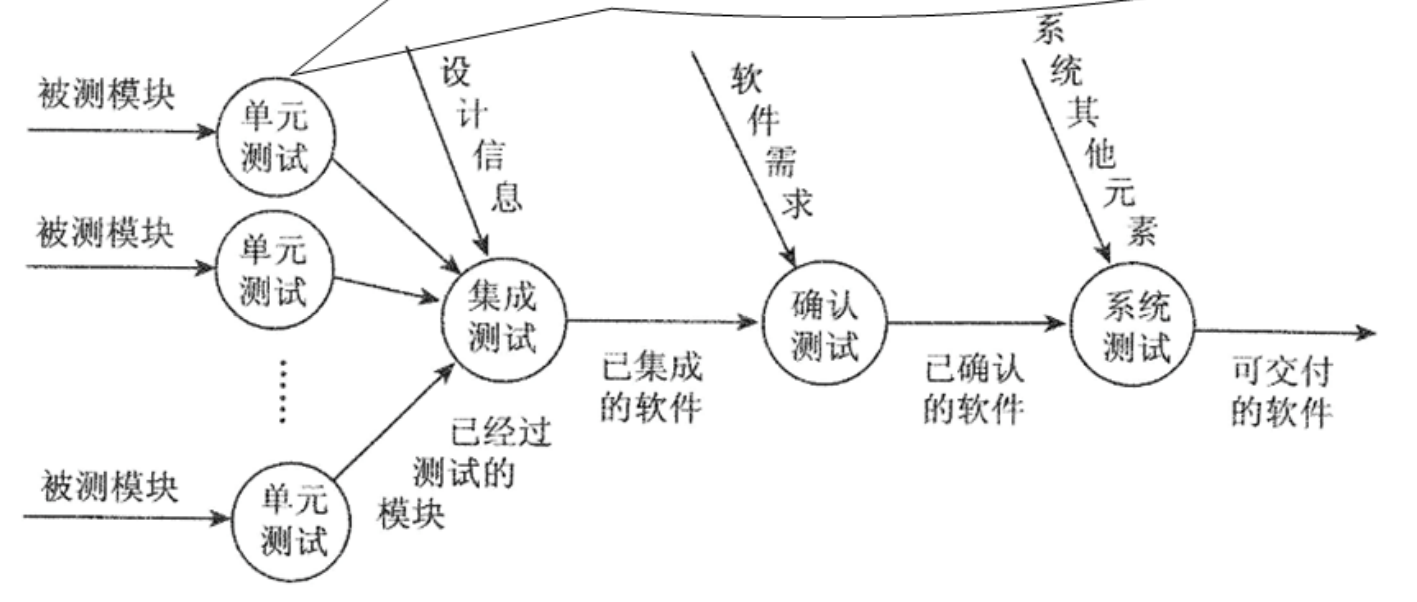 被测模块
单元
测试
被测模块
单元
测试
……
被测模块
单元
测试
设计信息
集成
测试
已经过
测试的
模块
已集成
的软件
软件需求
确认
测试
已确认
的软件
系统其他元素
系统
测试
可交付
的软件